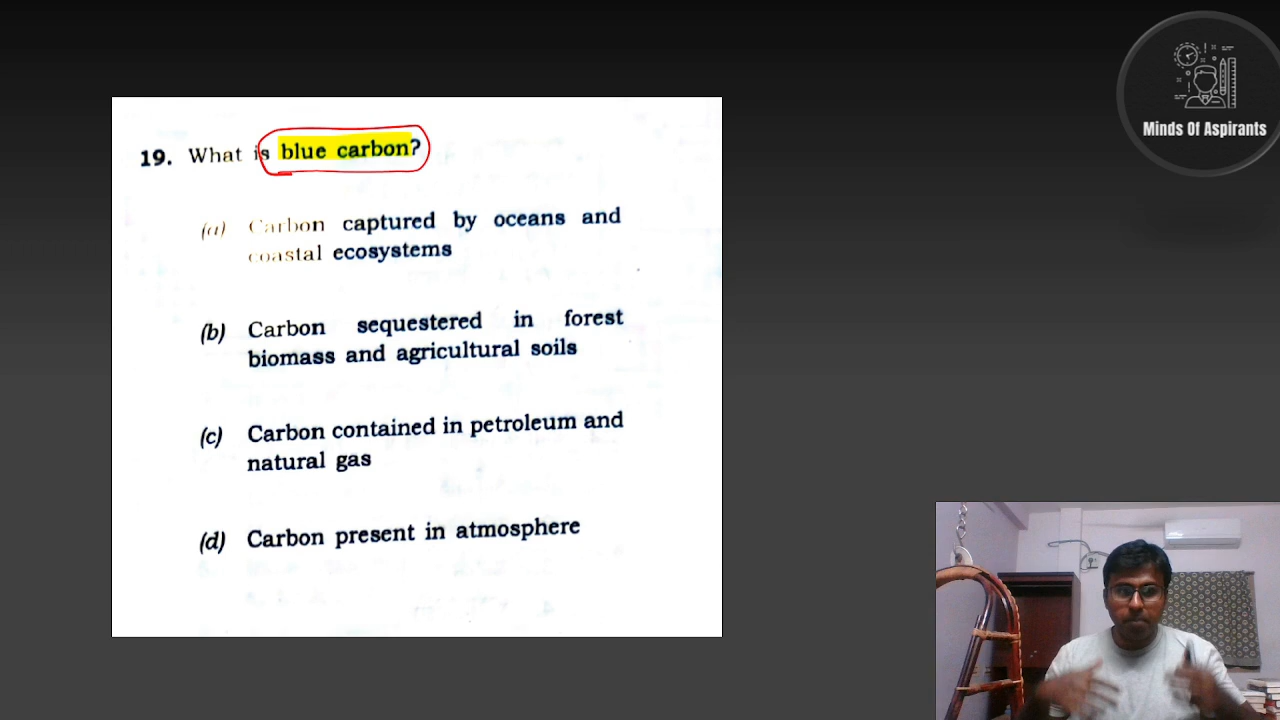 Minds Of Aspirants
19. What is blue carbon?
(a) Carbon captured by oceans and
coastal ecosystems
(b) Carbon sequestered in forest
biomass and agricultural soils
(c) Carbon contained in petroleum and
natural gas
(d) Carbon present in atmosphere